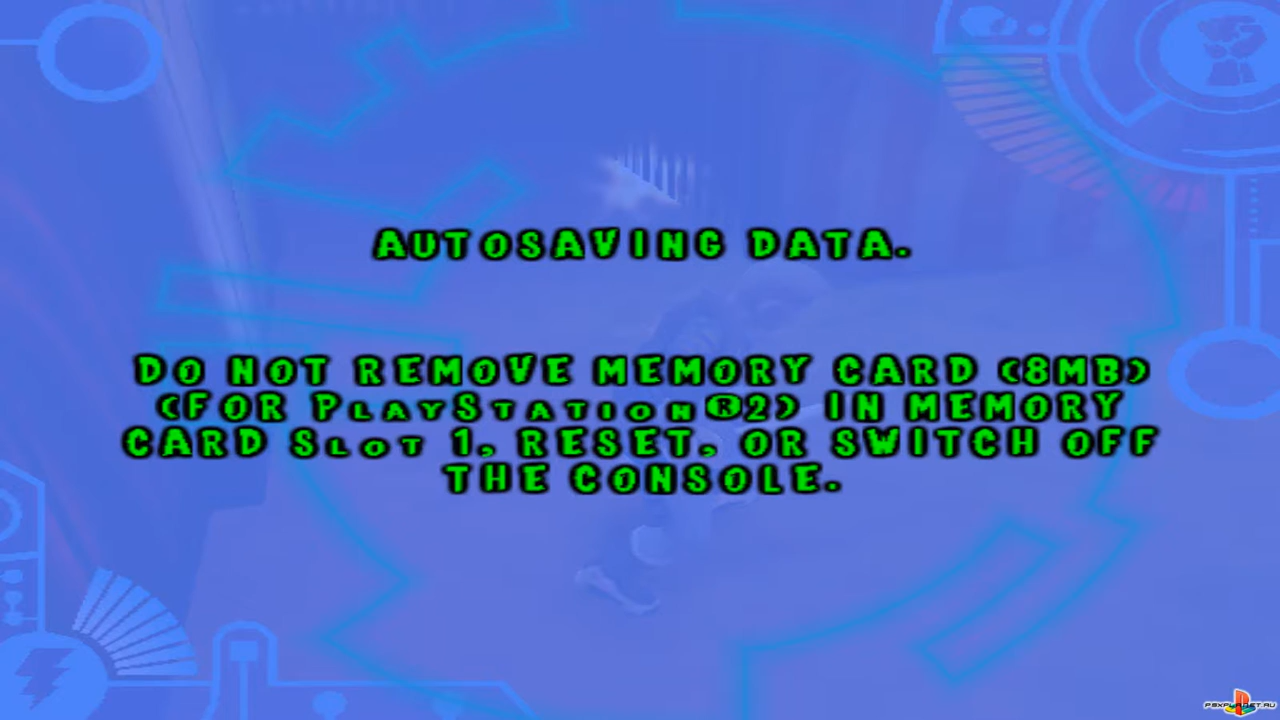 AUTOSAVING DATA.
DO NOT REMOVE MEMORY CARD (8MB)
(FOR PlayStation®2) IN MEMORY
CARD Slot 1, RESET, OR SWITCH OFF
THE CONSOLE.
PSXPLANET.RU